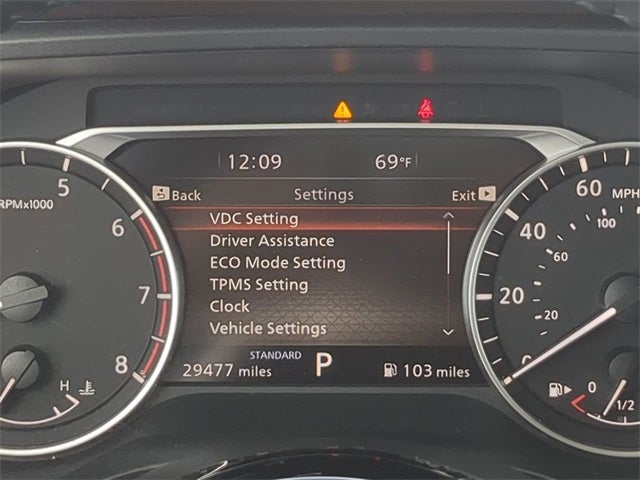 12:09 69°F
Back Settings Exit
VDC Setting
Driver Assistance
ECO Mode Setting
TPMS Setting
Clock
Vehicle Settings
STANDARD
29477 miles P 103 miles
RPMx1000
5
6
7
8
H
MPH
60
40
20
0
100
60
20
0
1/2